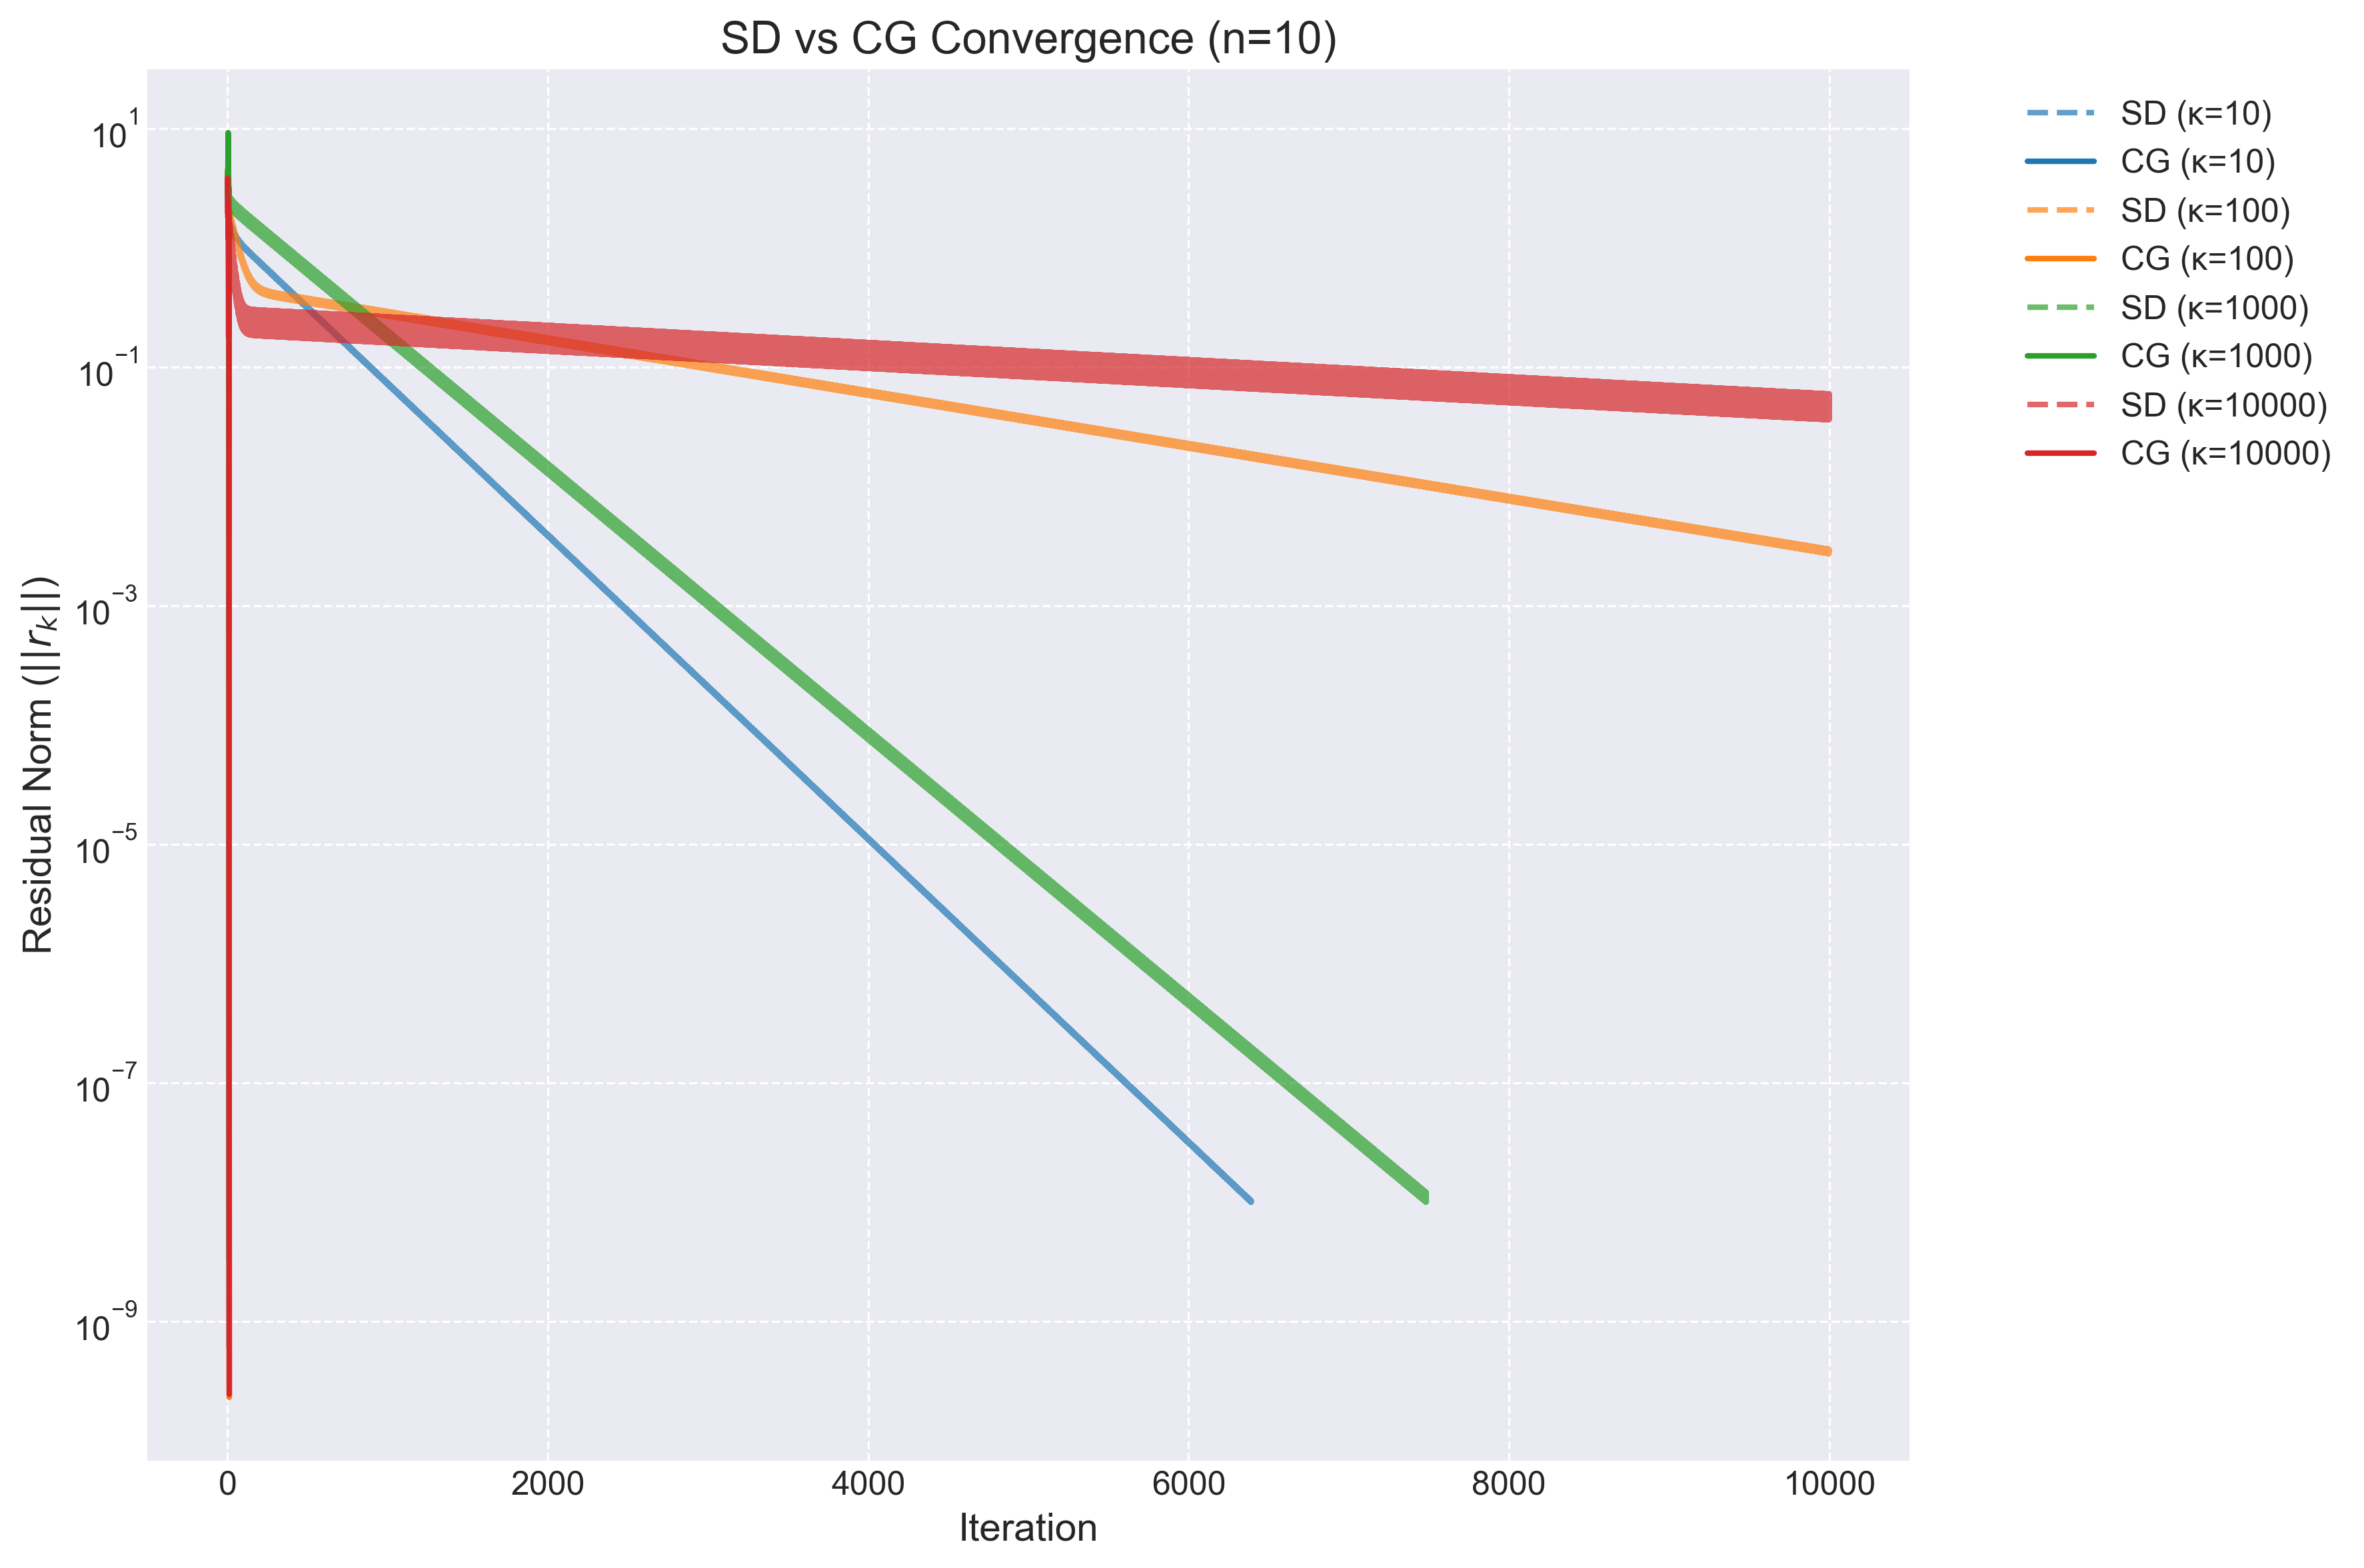 SD vs CG Convergence (n=10)
10¹
10⁻¹
10⁻³
10⁻⁵
10⁻⁷
10⁻⁹
Residual Norm (||r_k||)
0 2000 4000 6000 8000 10000
Iteration
SD (κ=10)
CG (κ=10)
SD (κ=100)
CG (κ=100)
SD (κ=1000)
CG (κ=1000)
SD (κ=10000)
CG (κ=10000)